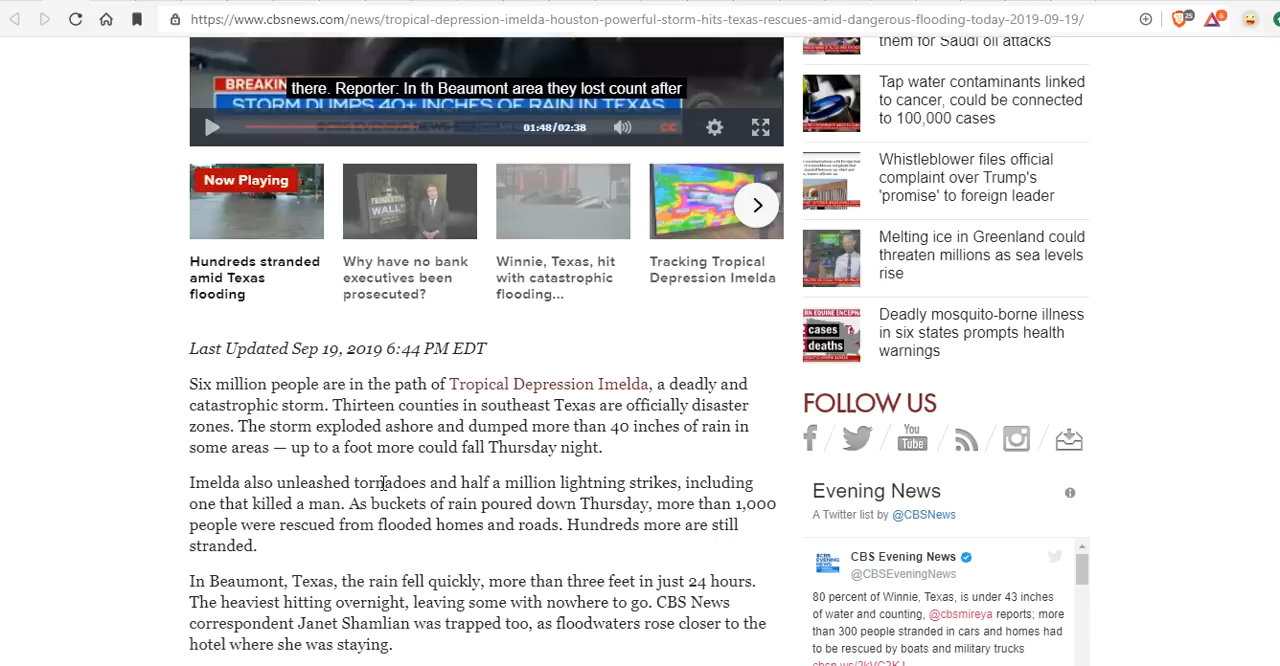 https://www.cbsnews.com/news/tropical-depression-imelda-houston-powerful-storm-hits-texas-rescues-amid-dangerous-flooding-today-2019-09-19/
25
6
BREAKIN
there. Reporter: In th Beaumont area they lost count after
STORM DUMPS 40+ INCHES OF RAIN IN TEXAS
01:48/02:38
CC
Now Playing
Hundreds stranded
amid Texas
flooding
Why have no bank
executives been
prosecuted?
Winnie, Texas, hit
with catastrophic
flooding...
Tracking Tropical
Depression Imelda
Last Updated Sep 19, 2019 6:44 PM EDT
Six million people are in the path of Tropical Depression Imelda, a deadly and
catastrophic storm. Thirteen counties in southeast Texas are officially disaster
zones. The storm exploded ashore and dumped more than 40 inches of rain in
some areas — up to a foot more could fall Thursday night.
Imelda also unleashed tornadoes and half a million lightning strikes, including
one that killed a man. As buckets of rain poured down Thursday, more than 1,000
people were rescued from flooded homes and roads. Hundreds more are still
stranded.
In Beaumont, Texas, the rain fell quickly, more than three feet in just 24 hours.
The heaviest hitting overnight, leaving some with nowhere to go. CBS News
correspondent Janet Shamlian was trapped too, as floodwaters rose closer to the
hotel where she was staying.
them for Saudi oil attacks
Tap water contaminants linked
to cancer, could be connected
to 100,000 cases
Whistleblower files official
complaint over Trump's
'promise' to foreign leader
Melting ice in Greenland could
threaten millions as sea levels
rise
cases
deaths
Deadly mosquito-borne illness
in six states prompts health
warnings
FOLLOW US
You
Tube
Evening News
A Twitter list by @CBSNews
CBS Evening News
@CBSEveningNews
80 percent of Winnie, Texas, is under 43 inches
of water and counting, @cbsmireya reports; more
than 300 people stranded in cars and homes had
to be rescued by boats and military trucks